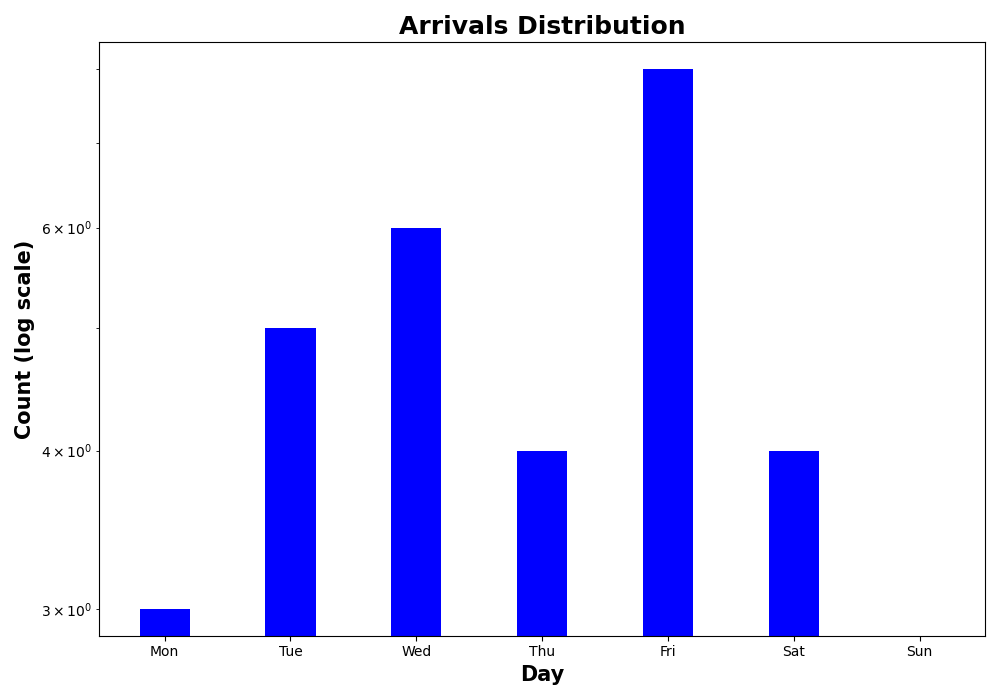 Arrivals Distribution
Count (log scale)
6 × 10⁰
4 × 10⁰
3 × 10⁰
Mon Tue Wed Thu Fri Sat Sun
Day